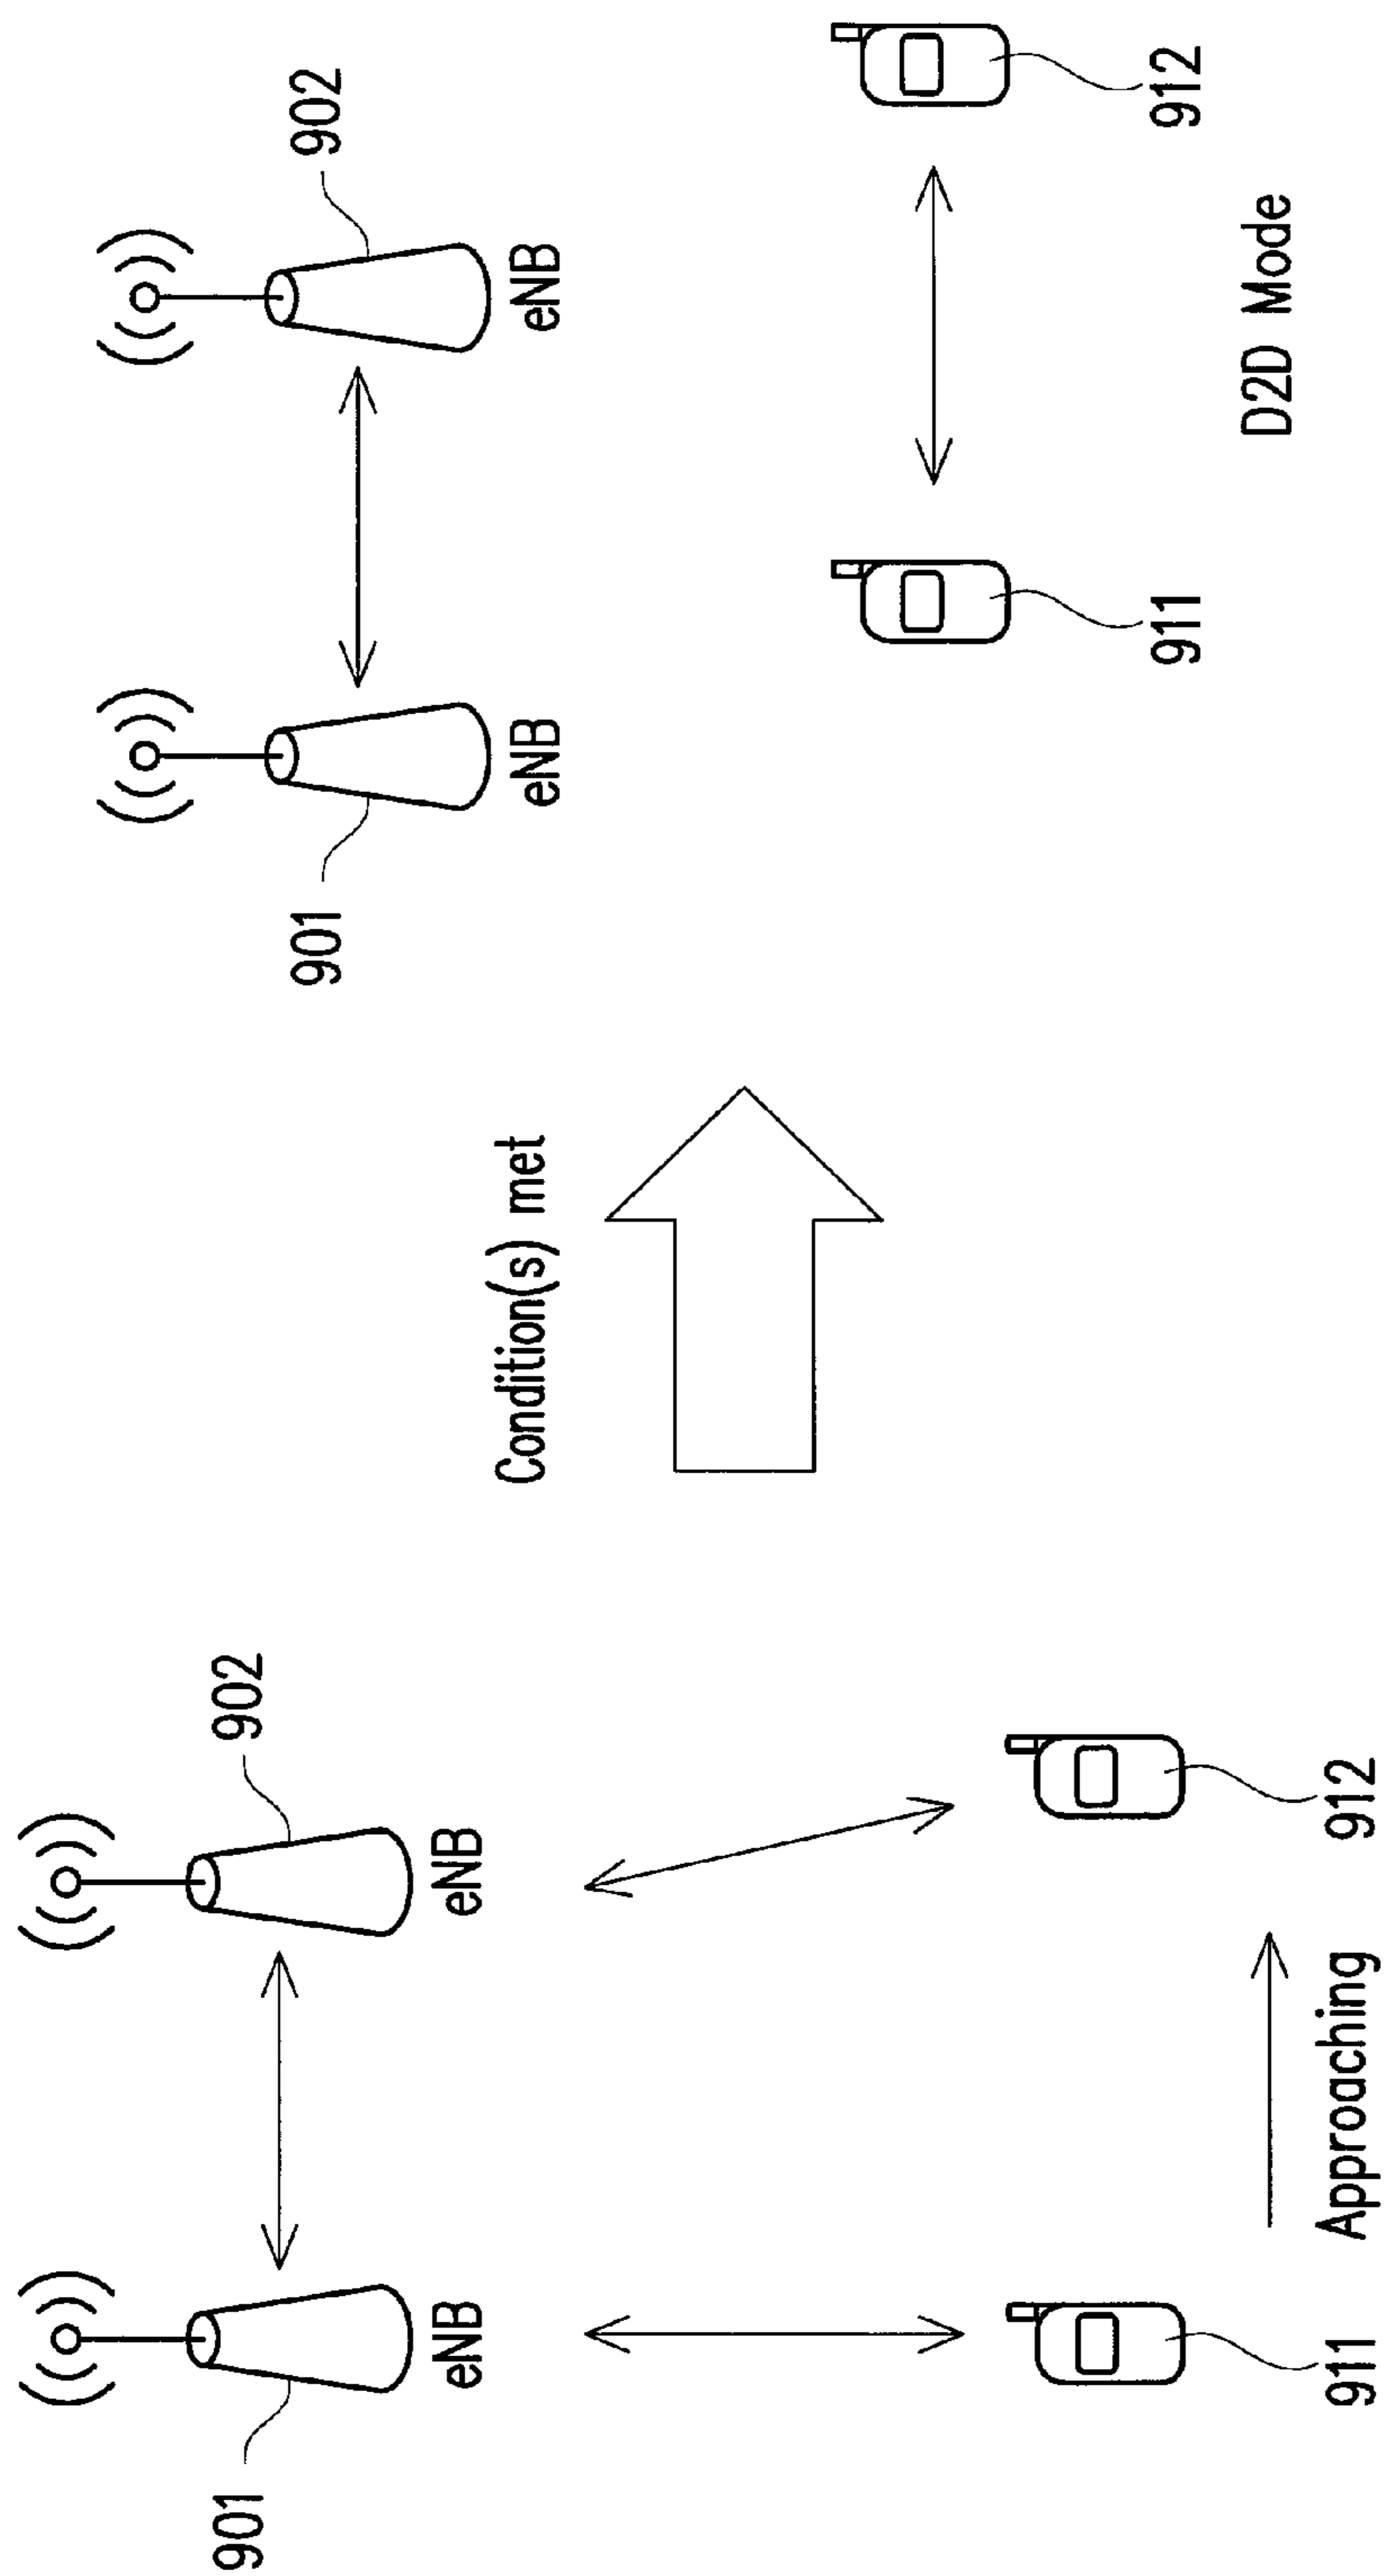 901
eNB
902
eNB
911
Approaching
912
Condition(s) met
901
eNB
902
eNB
911
912
D2D Mode